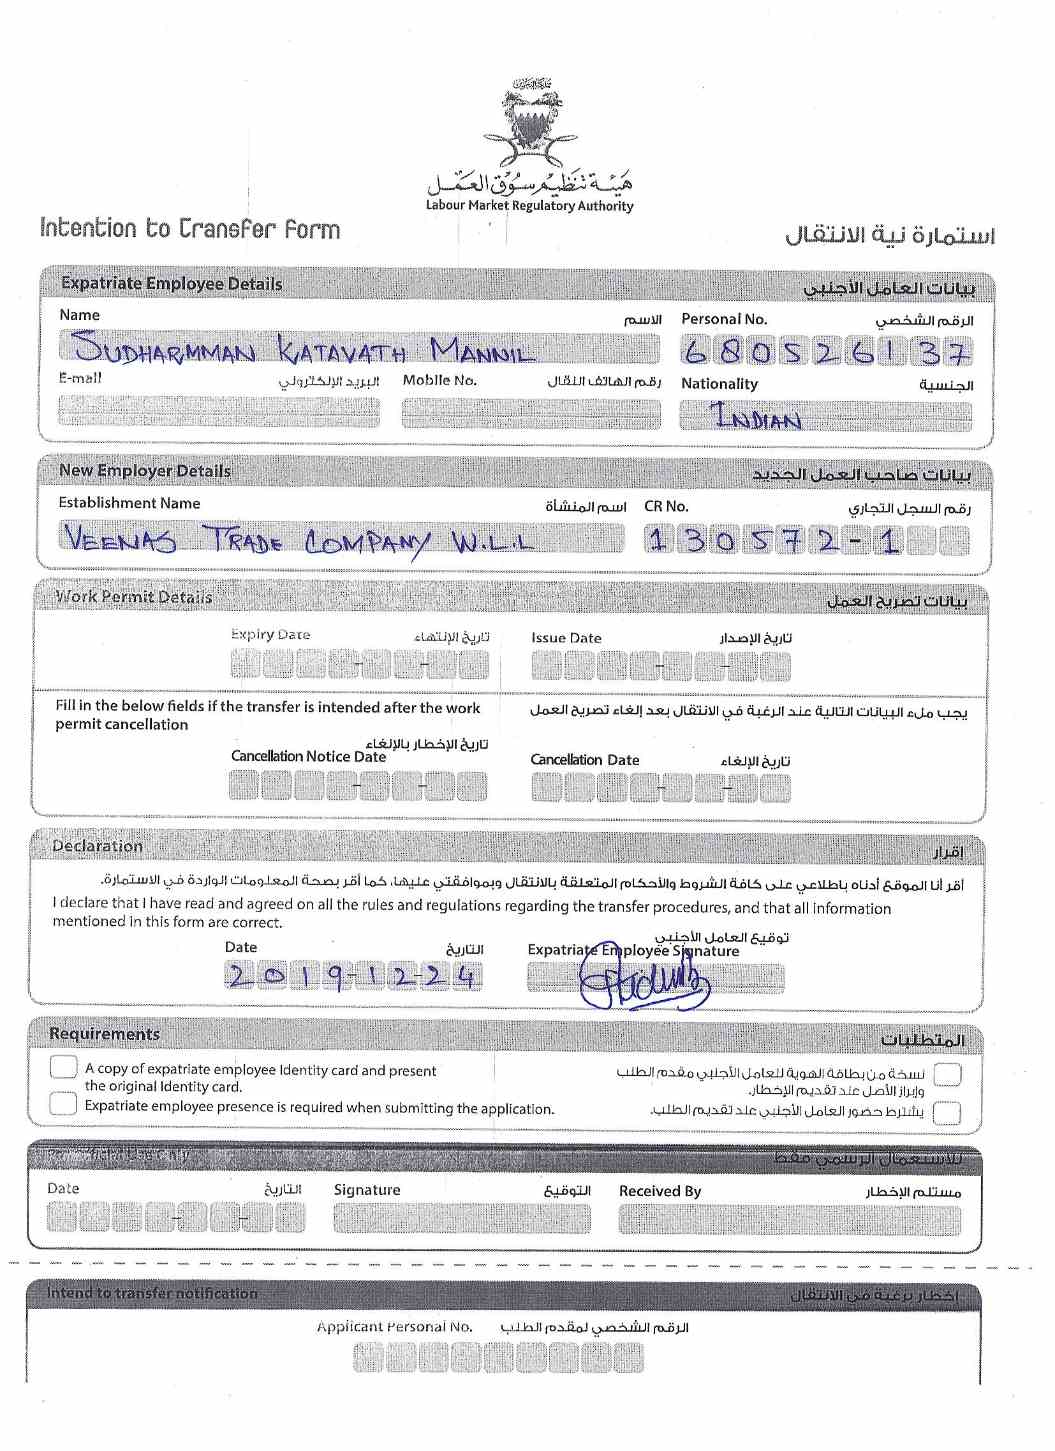 هيئة تنظيم سوق العمل
Labour Market Regulatory Authority
Intention to Transfer Form استمارة نية الانتقال
Expatriate Employee Details بيانات العامل الأجنبي
Name الاسم Personal No. الرقم الشخصي
SUDHARMMAN KATAVATH MANNIL 680526137
E-mail البريد الإلكتروني Mobile No. رقم الهاتف النقال Nationality الجنسية
INDIAN
New Employer Details بيانات صاحب العمل الجديد
Establishment Name اسم المنشاة CR No. رقم السجل التجاري
VEENAS TRADE COMPANY W.L.L 130572-1
Work Permit Details بيانات تصريح العمل
Expiry Date تاريخ الإنتهاء Issue Date تاريخ الإصدار
Fill in the below fields if the transfer is intended after the work permit cancellation يجب ملء البيانات التالية عند الرغبة في الانتقال بعد إلغاء تصريح العمل
تاريخ الإخطار بالإلغاء
Cancellation Notice Date Cancellation Date تاريخ الإلغاء
Declaration اقرار
أقر أنا الموقع أدناه باطلاعي على كافة الشروط والأحكام المتعلقة بالانتقال وبموافقتي عليها، كما أقر بصحة المعلومات الواردة في الاستمارة.
I declare that I have read and agreed on all the rules and regulations regarding the transfer procedures, and that all information
mentioned in this form are correct.
توقيع العامل الأجنبي
Date التاريخ Expatriate Employee Signature
2019-12-24
Requirements المتطلبات
A copy of expatriate employee Identity card and present نسخة من بطاقة الهوية للعامل الأجنبي مقدم الطلب
the original Identity card. وإبراز الأصل عند تقديم الإخطار.
Expatriate employee presence is required when submitting the application. يشترط حضور العامل الأجنبي عند تقديم الطلب.
للاستعمال الرسمي فقط
Date التاريخ Signature التوقيع Received By مستلم الإخطار
Intend to transfer notification إخطار برغبة في الانتقال
Applicant Personal No. الرقم الشخصي لمقدم الطلب